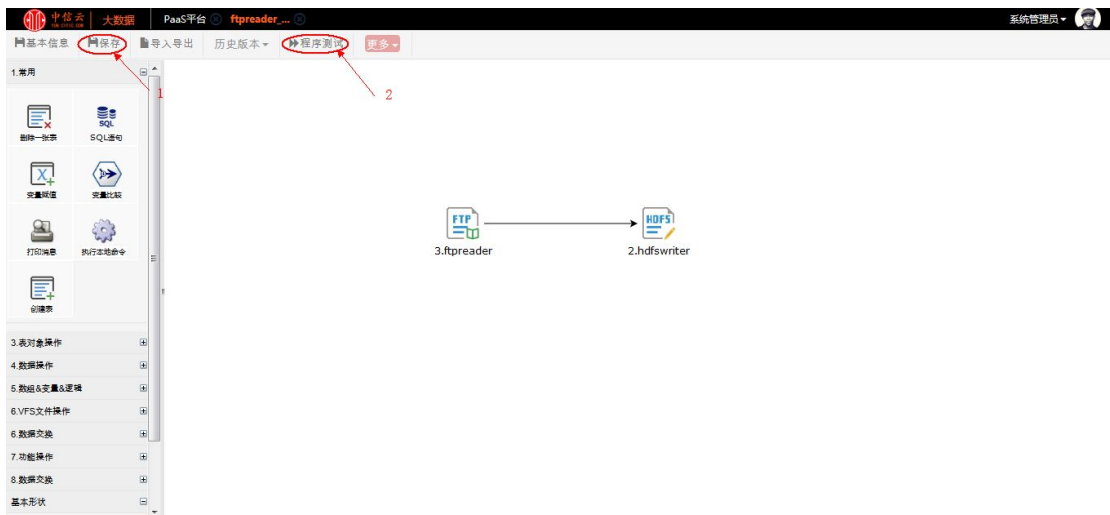 中信云 大数据 PaaS平台 ftpreader_... 系统管理员
基本信息 保存 导入导出 历史版本 程序测试 更多
1.常用
1
2
删除一张表 SQL语句
变量赋值 变量比较
打印消息 执行本地命令
创建表
FTP HDFS
3.ftpreader 2.hdfswriter
3.表对象操作
4.数据操作
5.数组&变量&逻辑
6.VFS文件操作
6.数据交换
7.功能操作
8.数据交换
基本形状